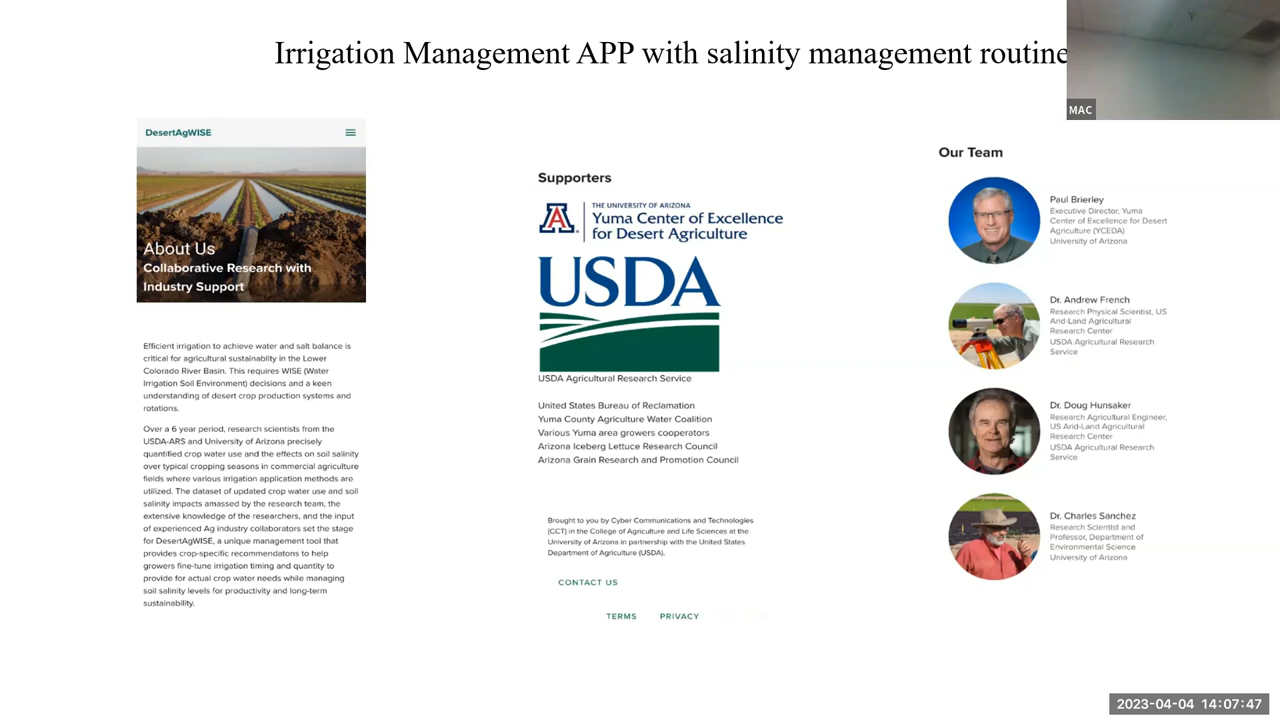 Irrigation Management APP with salinity management routine
MAC
DesertAgWISE
About Us
Collaborative Research with
Industry Support
Efficient irrigation to achieve water and salt balance is
critical for agricultural sustainablity in the Lower
Colorado River Basin. This requires WISE (Water
Irrigation Soil Environment) decisions and a keen
understanding of desert crop production systems and
rotations.
Over a 6 year period, research scientists from the
USDA-ARS and University of Arizona precisely
quantified crop water use and the effects on soil salinity
over typical cropping seasons in commercial agriculture
fields where various irrigation application methods are
utilized. The dataset of updated crop water use and soil
salinity impacts amassed by the research team, the
extensive knowledge of the researchers, and the input
of experienced Ag industry collaborators set the stage
for DesertAgWISE, a unique management tool that
provides crop-specific recommendatons to help
growers fine-tune irrigation timing and quantity to
provide for actual crop water needs while managing
soil salinity levels for productivity and long-term
sustainability.
Supporters
A
THE UNIVERSITY OF ARIZONA
Yuma Center of Excellence
for Desert Agriculture
USDA
USDA Agricultural Research Service
United States Bureau of Reclamation
Yuma County Agriculture Water Coalition
Various Yuma area growers cooperators
Arizona Iceberg Lettuce Research Council
Arizona Grain Research and Promotion Council
Brought to you by Cyber Communications and Technologies
(CCT) in the College of Agriculture and Life Sciences at the
University of Arizona in partnership with the United States
Department of Agriculture (USDA).
CONTACT US
TERMS PRIVACY
Our Team
Paul Brierley
Executive Director, Yuma
Center of Excellence for Desert
Agriculture (YCEDA)
University of Arizona
Dr. Andrew French
Research Physical Scientist, US
Arid-Land Agricultural
Research Center
USDA Agricultural Research
Service
Dr. Doug Hunsaker
Research Agricultural Engineer,
US Arid-Land Agricultural
Research Center
USDA Agricultural Research
Service
Dr. Charles Sanchez
Research Scientist and
Professor, Department of
Environmental Science
University of Arizona
2023-04-04 14:07:47